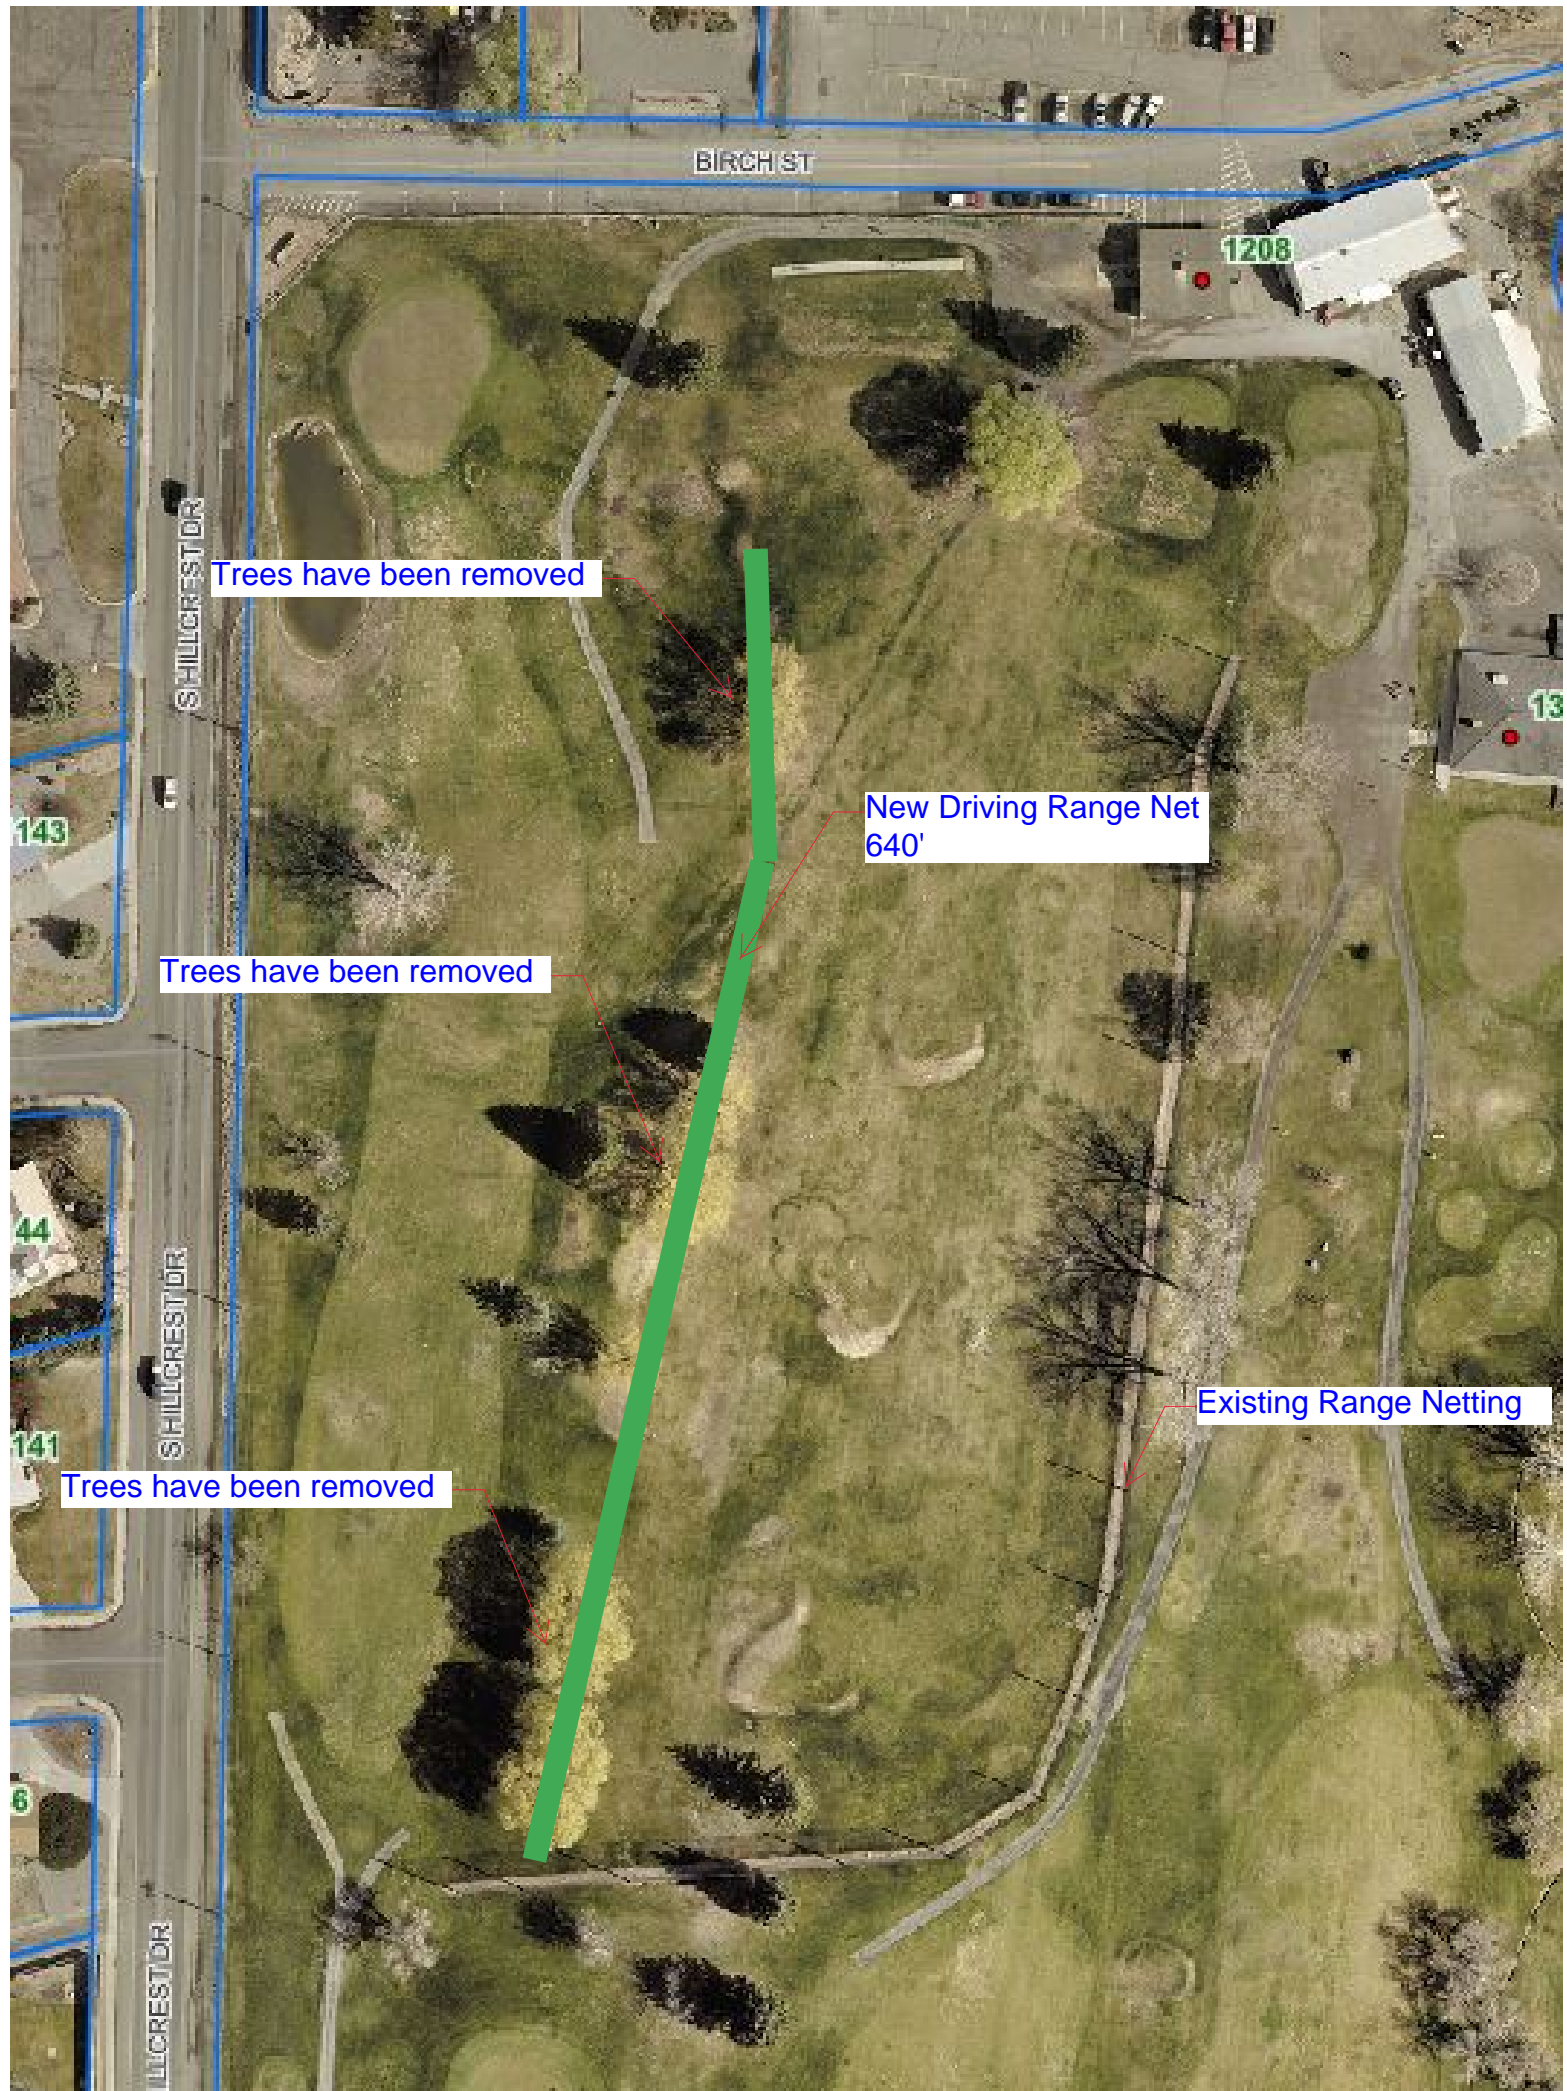 BIRCH ST
1208
S HILLCREST DR
Trees have been removed
13
New Driving Range Net
640'
143
Trees have been removed
44
S HILLCREST DR
Existing Range Netting
141
Trees have been removed
6
ILLCREST DR